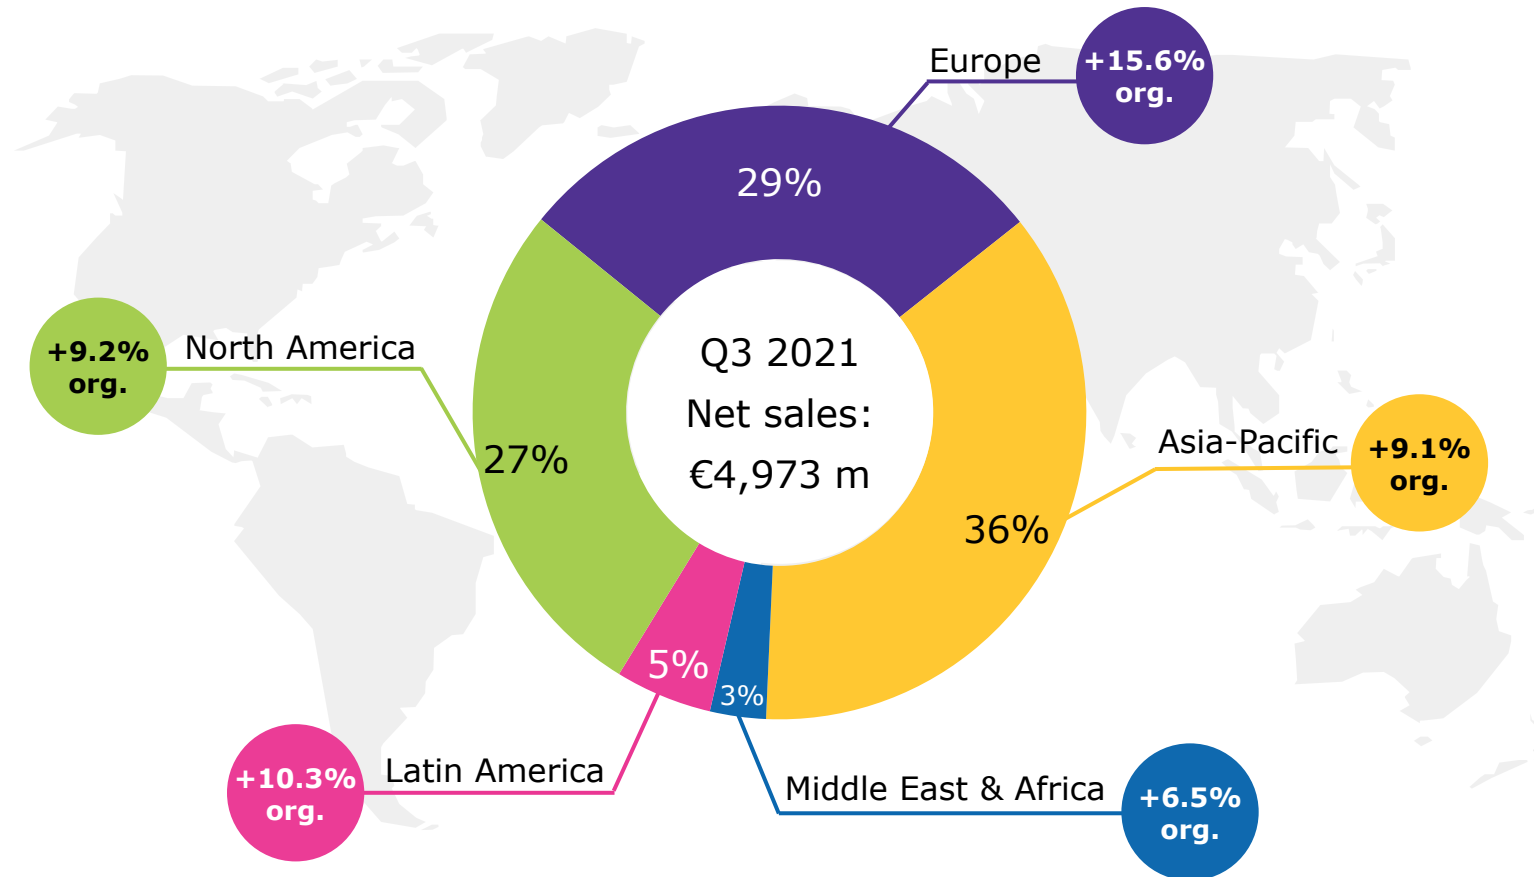 Europe
+15.6%
org.
29%
North America
+9.2%
org.
27%
Q3 2021
Net sales:
€4,973 m
Asia-Pacific
+9.1%
org.
36%
5%
3%
Latin America
+10.3%
org.
Middle East & Africa
+6.5%
org.